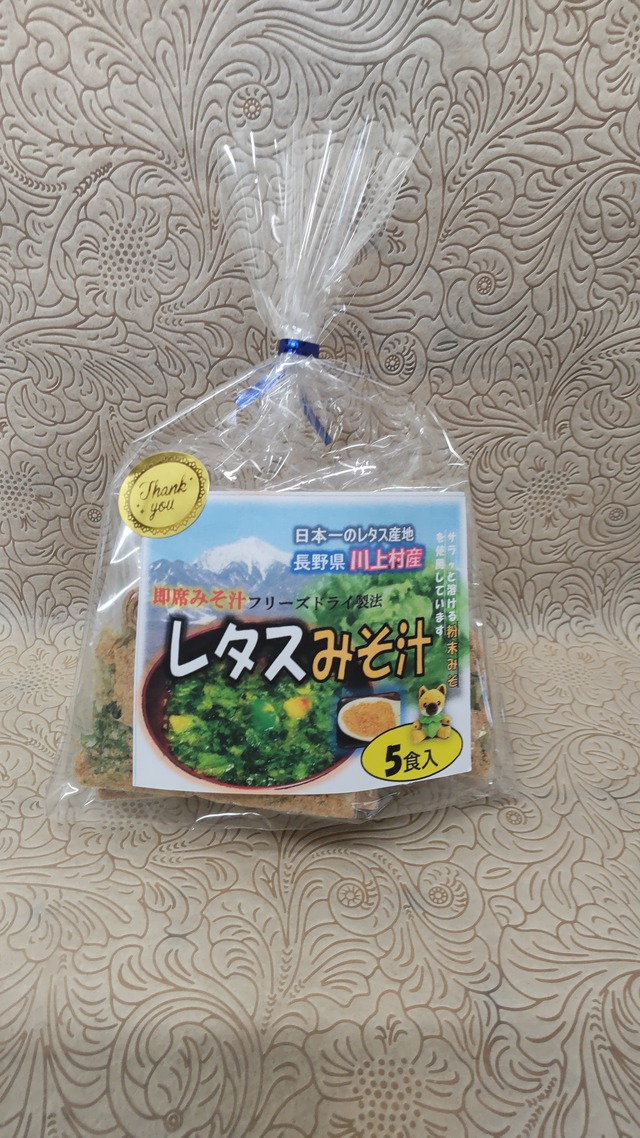 Thank
you
日本一のレタス産地
長野県 川上村産
サラッと溶ける粉末みそ
を使用しています
即席みそ汁フリーズドライ製法
レタスみそ汁
5食入